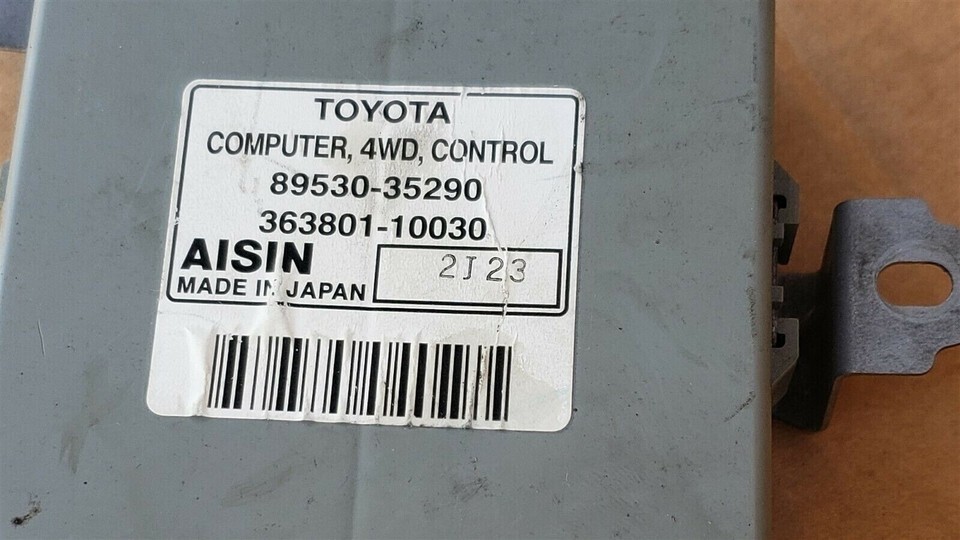 TOYOTA
COMPUTER, 4WD, CONTROL
89530-35290
363801-10030
AISIN
2J23
MADE IN JAPAN